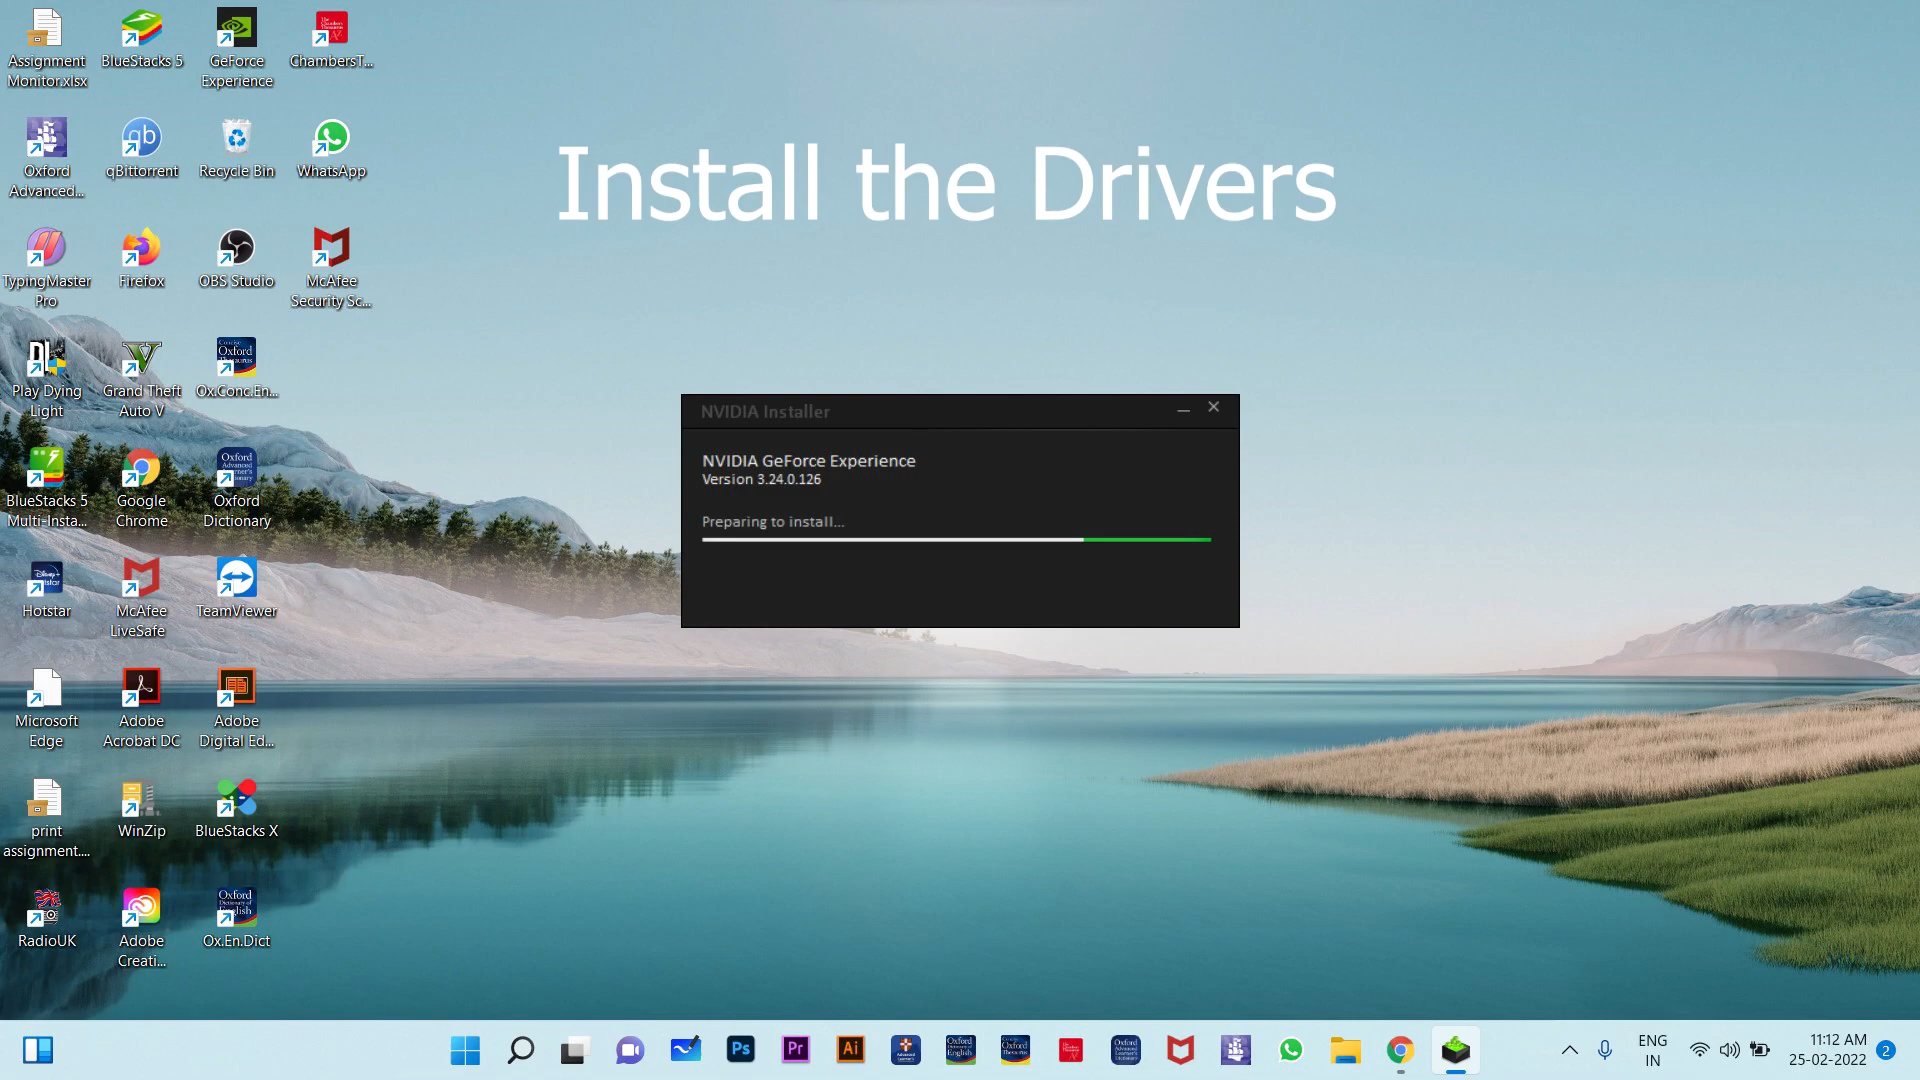 Assignment
Monitor.xlsx
BlueStacks 5
GeForce
Experience
ChambersT...
Install the Drivers
Oxford
Advanced...
qBittorrent
Recycle Bin
WhatsApp
TypingMaster
Pro
Firefox
OBS Studio
McAfee
Security Sc...
Play Dying
Light
Grand Theft
Auto V
Ox.Conc.En...
NVIDIA Installer
NVIDIA GeForce Experience
Version 3.24.0.126
Preparing to install...
BlueStacks 5
Multi-Insta...
Google
Chrome
Oxford
Dictionary
Hotstar
McAfee
LiveSafe
TeamViewer
Microsoft
Edge
Adobe
Acrobat DC
Adobe
Digital Ed...
print
assignment....
WinZip
BlueStacks X
RadioUK
Adobe
Creati...
Ox.En.Dict
Ps
Pr
Ai
ENG
IN
11:12 AM
25-02-2022
2